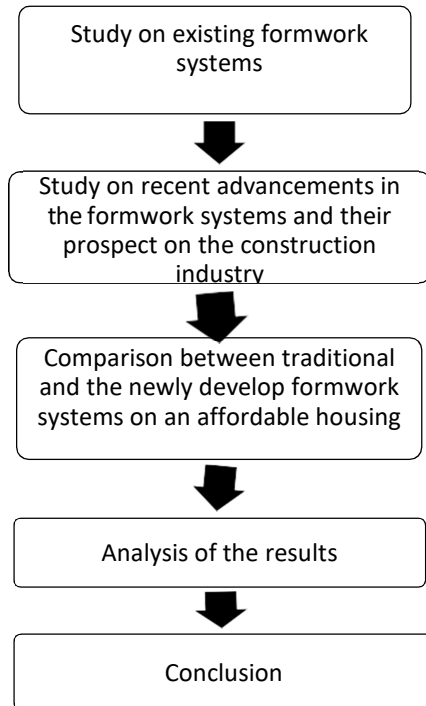 Study on existing formwork
systems
Study on recent advancements in
the formwork systems and their
prospect on the construction
industry
Comparison between traditional
and the newly develop formwork
systems on an affordable housing
Analysis of the results
Conclusion